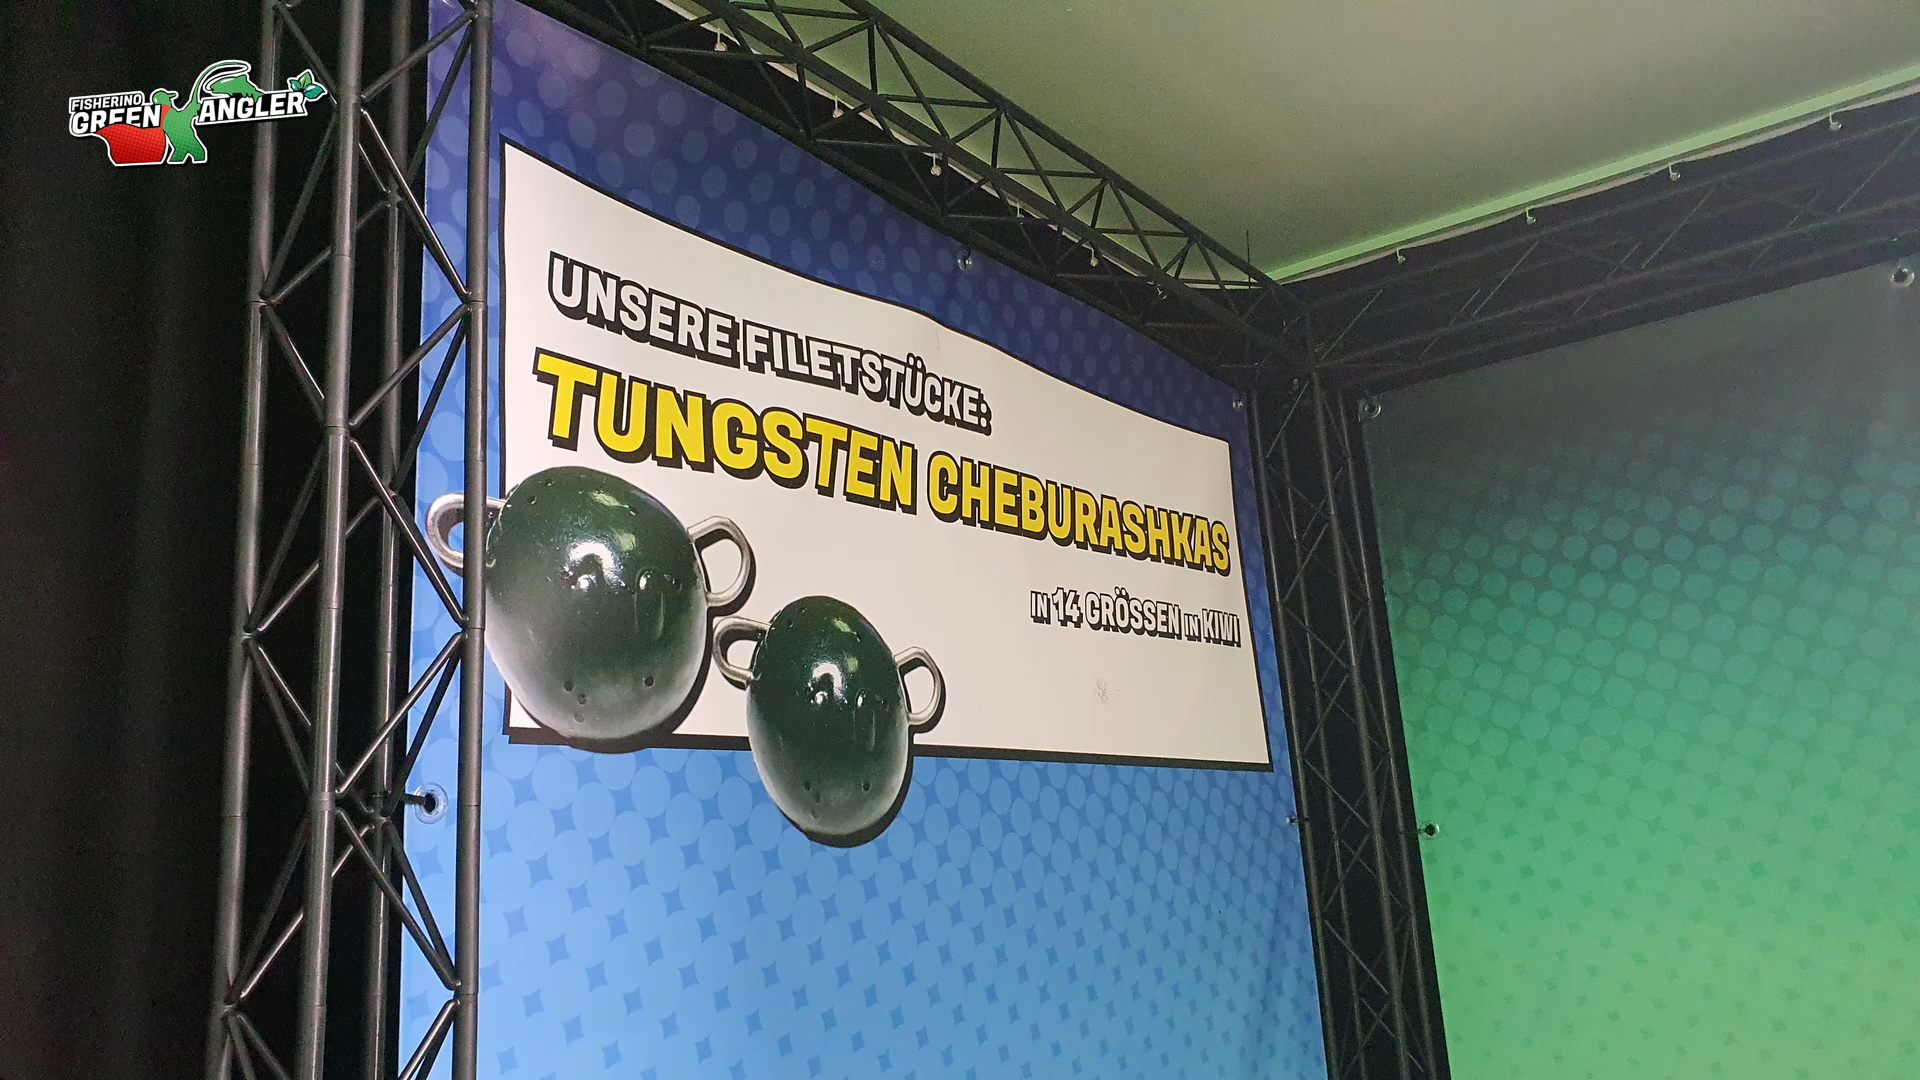 FISHERINO
GREEN ANGLER
UNSERE FILETSTÜCKE:
TUNGSTEN CHEBURASHKAS
IN 14 GRÖSSEN IN KIWI